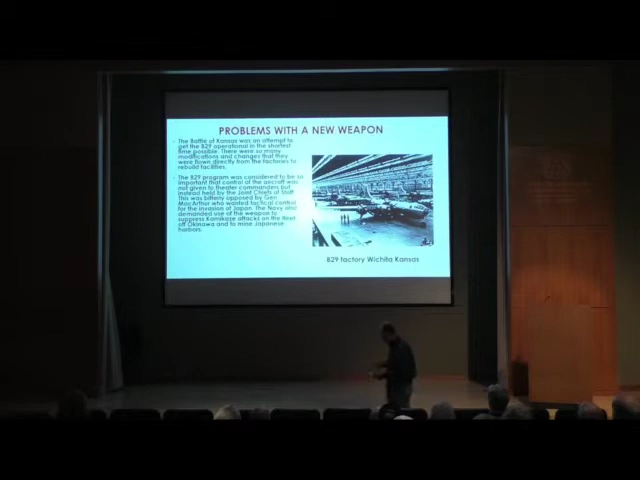 PROBLEMS WITH A NEW WEAPON
The Battle of Kansas was an attempt to
get the B29 operational in the shortest
time possible. There were so many
modifications and changes that they
were flown directly from the factories to
rebuild facilities.
The B29 program was considered to be so
important that control of the aircraft was
not given to theater commanders but
instead held by the Joint Chiefs of Staff.
This was bitterly opposed by Gen
MacArthur who wanted tactical control
for the invasion of Japan. The Navy also
demanded use of the weapon to
suppress Kamikaze attacks on the fleet
off Okinawa and to mine Japanese
harbors.
B29 factory Wichita Kansas